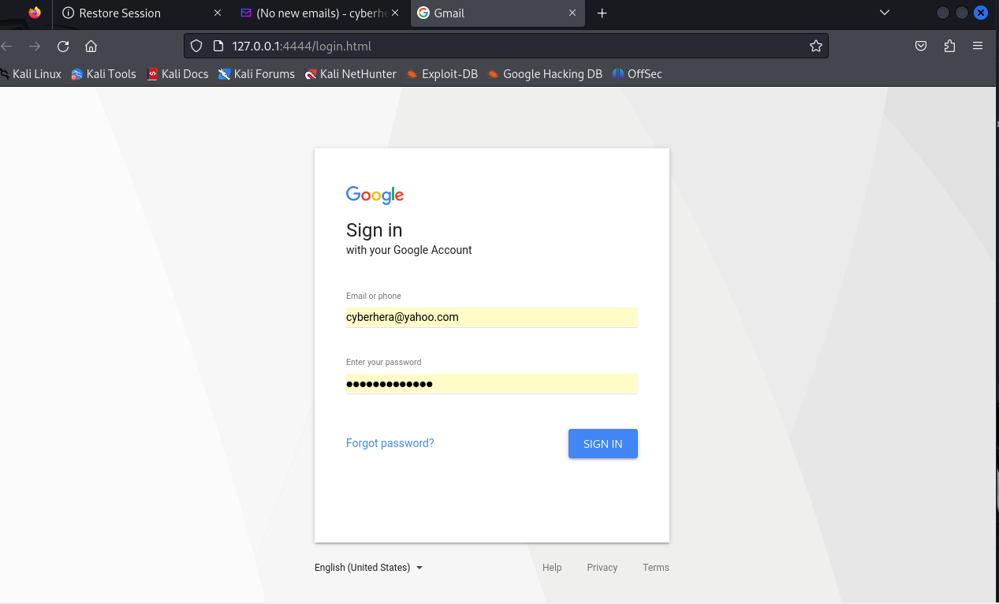 Restore Session
(No new emails) - cyberhe
Gmail
127.0.0.1:4444/login.html
Kali Linux Kali Tools Kali Docs Kali Forums Kali NetHunter Exploit-DB Google Hacking DB OffSec
Google
Sign in
with your Google Account
Email or phone
cyberhera@yahoo.com
Enter your password
•••••••••••••
Forgot password? SIGN IN
English (United States) Help Privacy Terms